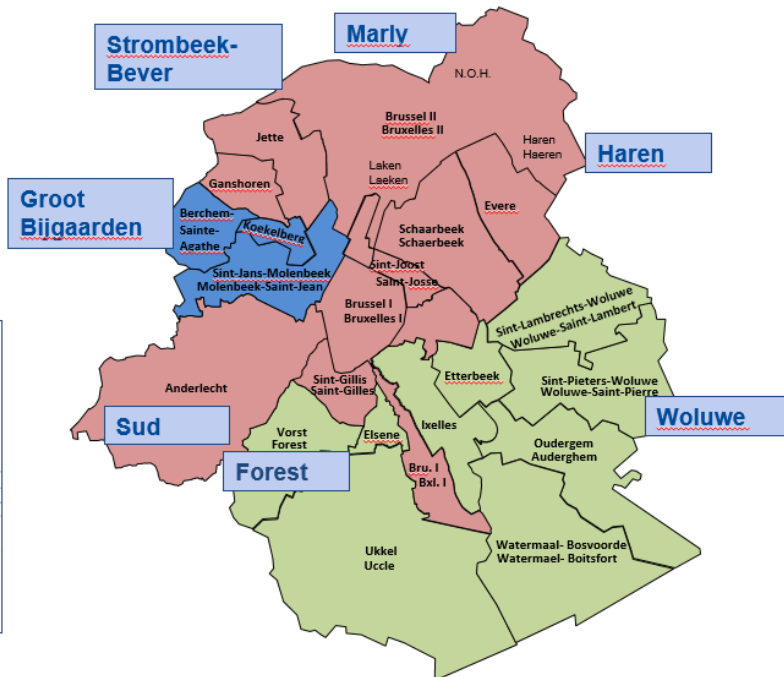 Marly
Strombeek-
Bever
N.O.H.
Brussel II
Bruxelles II
Jette
Haren
Haeren
Haren
Laken
Laeken
Ganshoren
Groot
Bijgaarden
Evere
Berchem-
Sainte-
Agathe
Koekelberg
Schaarbeek
Schaerbeek
Sint-Joost
Saint-Josse
Sint-Jans-Molenbeek
Molenbeek-Saint-Jean
Brussel I
Bruxelles I
Sint-Lambrechts-Woluwe
Woluwe-Saint-Lambert
Etterbeek
Anderlecht
Sint-Gillis
Saint-Gilles
Sint-Pieters-Woluwe
Woluwe-Saint-Pierre
Woluwe
Sud
Ixelles
Vorst
Forest
Elsene
Oudergem
Auderghem
Forest
Bru. I
Bxl. I
Watermaal- Bosvoorde
Watermael- Boitsfort
Ukkel
Uccle